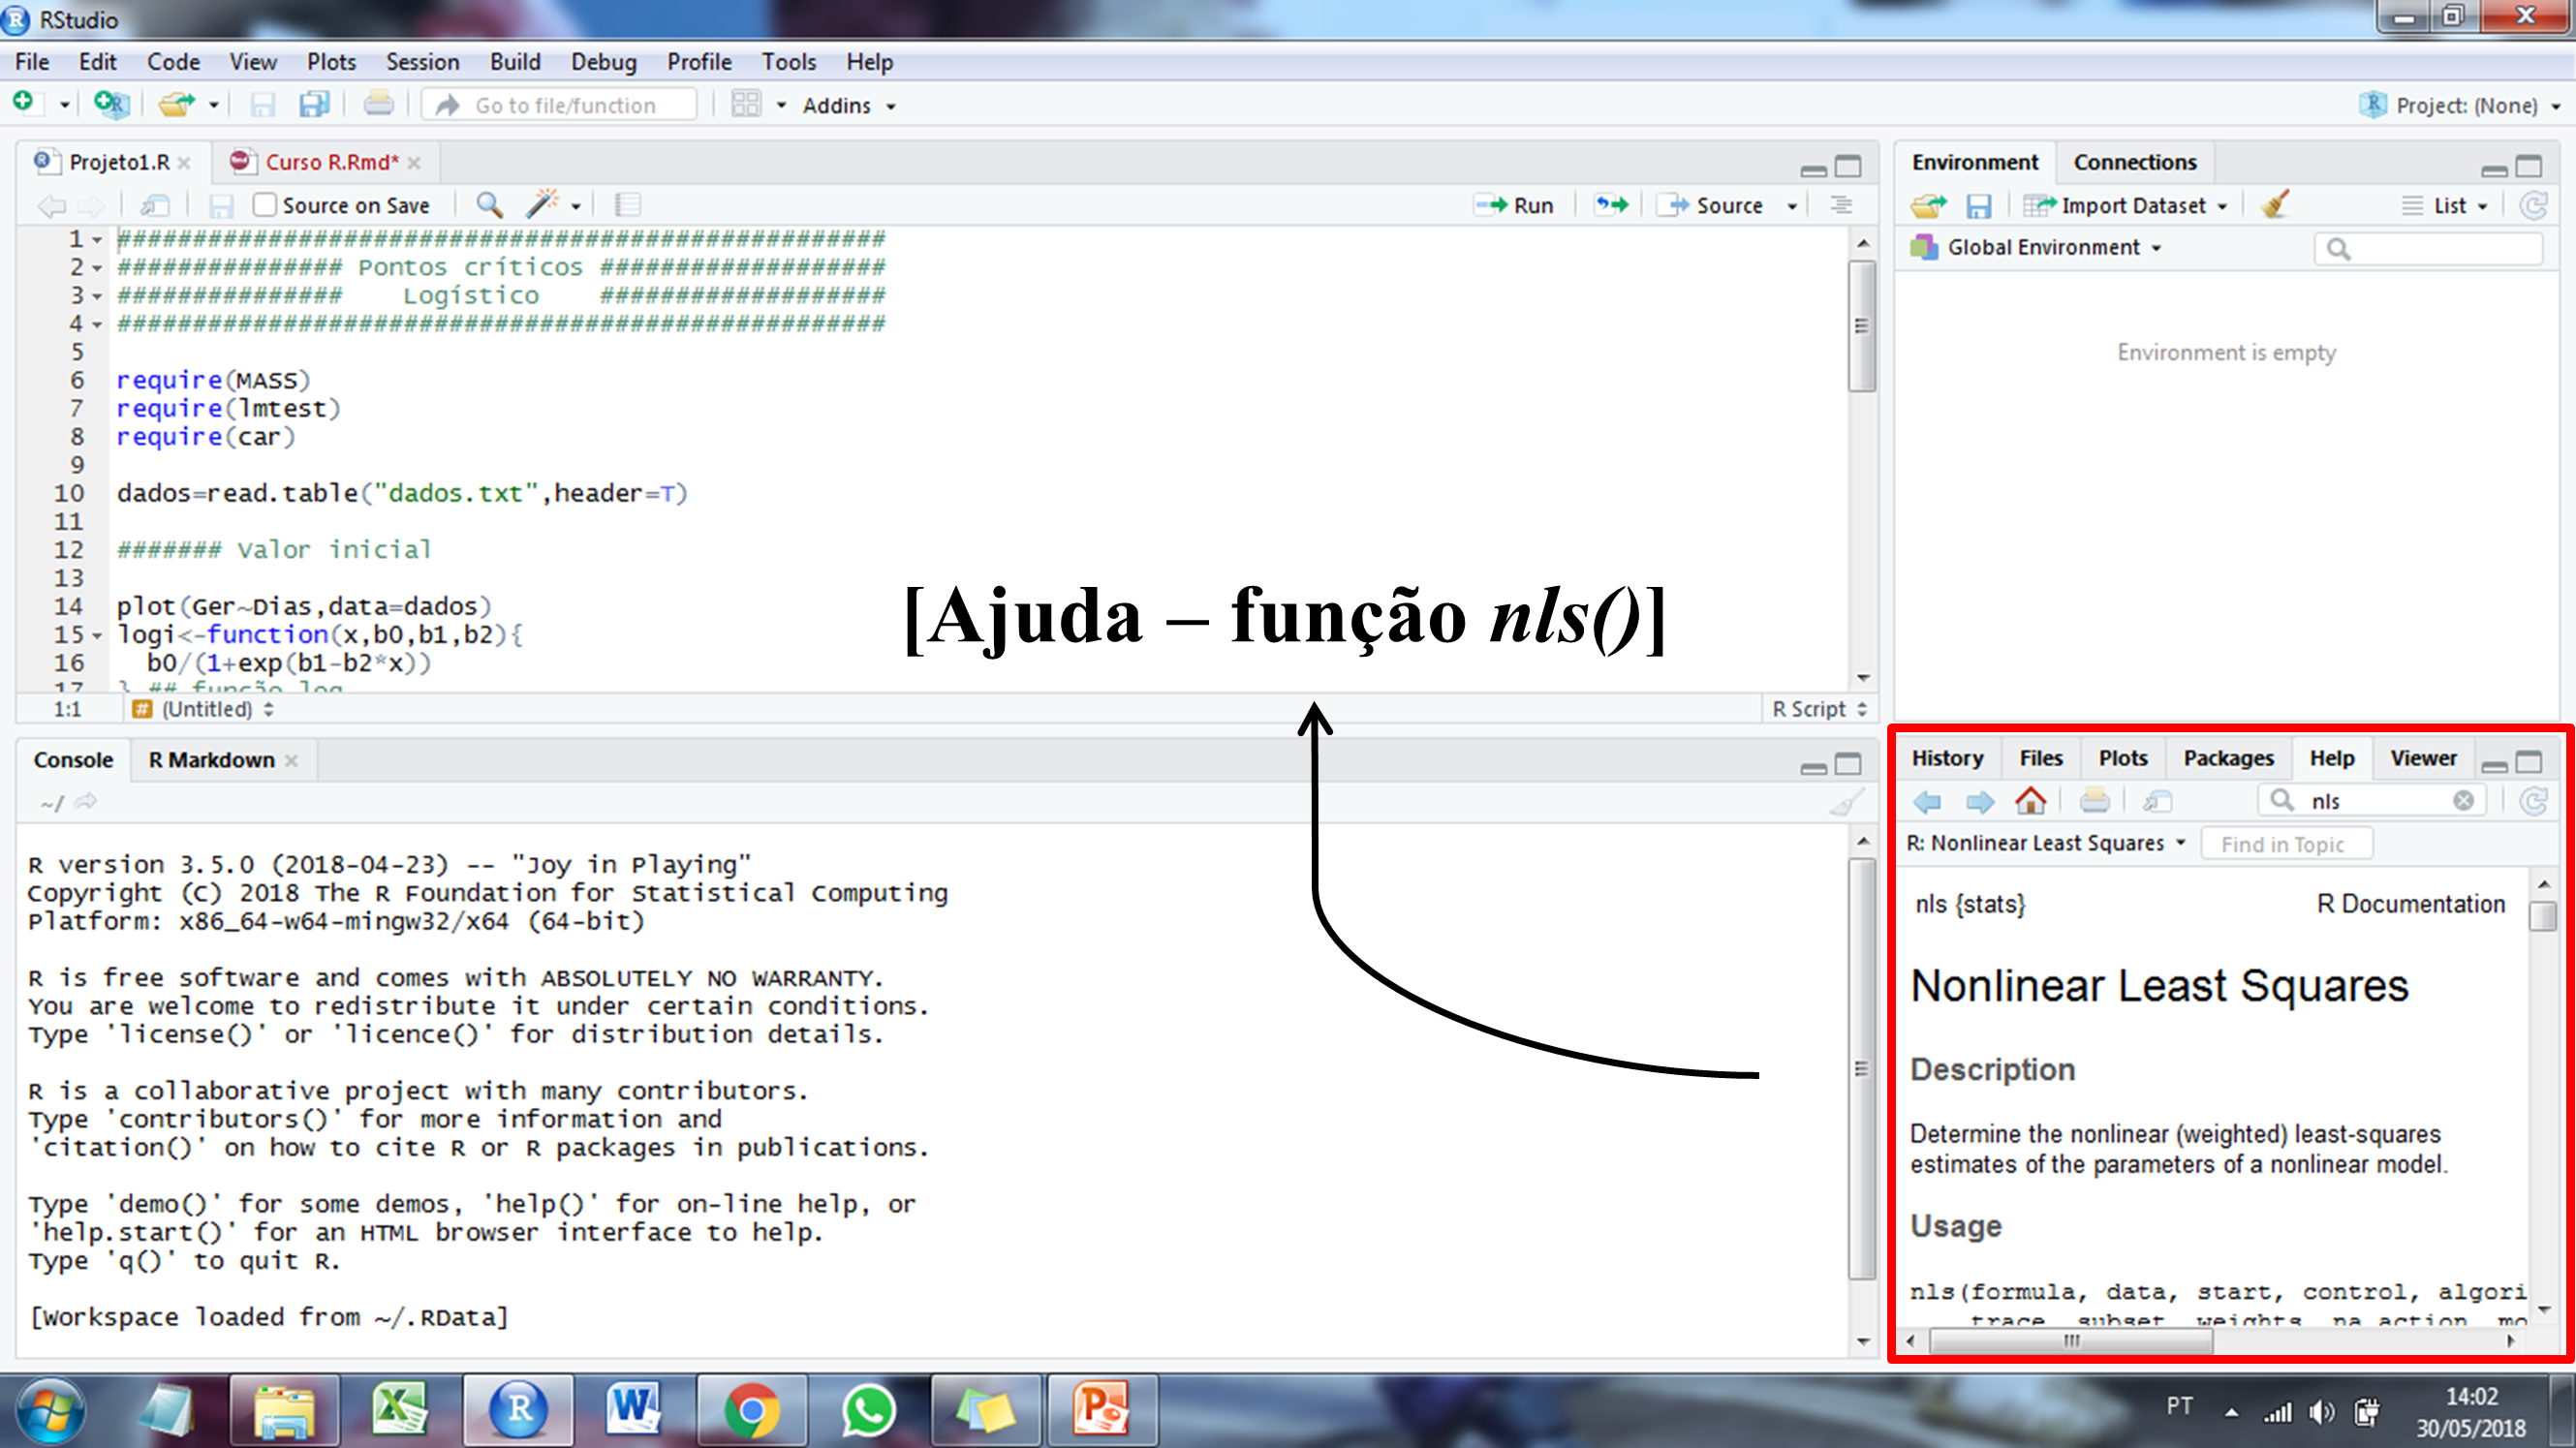 RStudio
File Edit Code View Plots Session Build Debug Profile Tools Help
Go to file/function Addins Project: (None)
Projeto1.R Curso R.Rmd*
Source on Save Run Source
1 ###################################################
2 ############### Pontos críticos ###################
3 ############### Logístico ###################
4 ###################################################
5
6 require(MASS)
7 require(lmtest)
8 require(car)
9
10 dados=read.table("dados.txt",header=T)
11
12 ####### Valor inicial
13
14 plot(Ger~Dias,data=dados)
15 logi<-function(x,b0,b1,b2){
16 b0/(1+exp(b1-b2*x))
17 } ## função log
1:1 (Untitled) R Script
[Ajuda – função nls()]
Console R Markdown
~/
R version 3.5.0 (2018-04-23) -- "Joy in Playing"
Copyright (C) 2018 The R Foundation for Statistical Computing
Platform: x86_64-w64-mingw32/x64 (64-bit)
R is free software and comes with ABSOLUTELY NO WARRANTY.
You are welcome to redistribute it under certain conditions.
Type 'license()' or 'licence()' for distribution details.
R is a collaborative project with many contributors.
Type 'contributors()' for more information and
'citation()' on how to cite R or R packages in publications.
Type 'demo()' for some demos, 'help()' for on-line help, or
'help.start()' for an HTML browser interface to help.
Type 'q()' to quit R.
[Workspace loaded from ~/.RData]
Environment Connections
Import Dataset List
Global Environment
Environment is empty
History Files Plots Packages Help Viewer
nls
R: Nonlinear Least Squares Find in Topic
nls {stats} R Documentation
Nonlinear Least Squares
Description
Determine the nonlinear (weighted) least-squares
estimates of the parameters of a nonlinear model.
Usage
nls(formula, data, start, control, algori
trace, subset, weights, na.action, mo
PT 14:02
30/05/2018